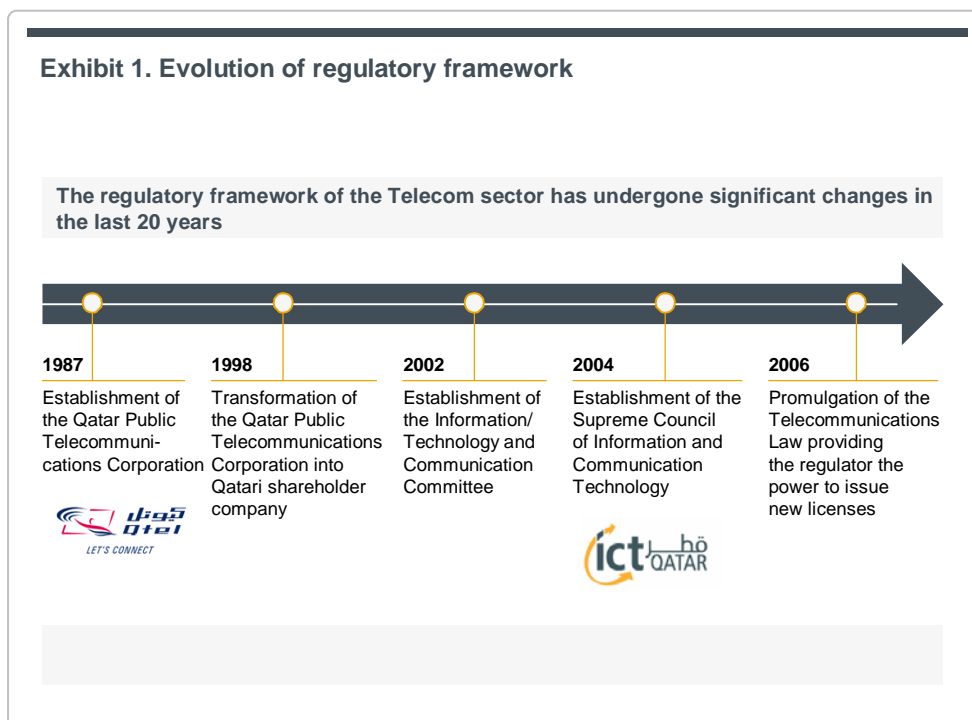 Exhibit 1. Evolution of regulatory framework
The regulatory framework of the Telecom sector has undergone significant changes in
the last 20 years
1987
Establishment of
the Qatar Public
Telecommuni-
cations Corporation
كيوتل
Qtel
LET'S CONNECT
1998
Transformation of
the Qatar Public
Telecommunications
Corporation into
Qatari shareholder
company
2002
Establishment of
the Information/
Technology and
Communication
Committee
2004
Establishment of the
Supreme Council
of Information and
Communication
Technology
ict
QATAR
2006
Promulgation of the
Telecommunications
Law providing
the regulator the
power to issue
new licenses